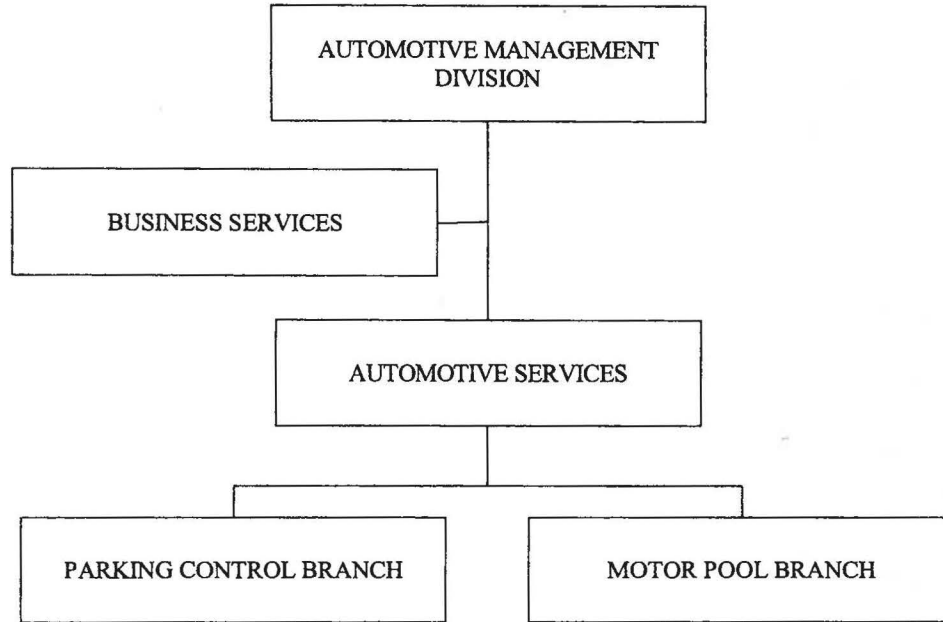 AUTOMOTIVE MANAGEMENT
DIVISION
BUSINESS SERVICES
AUTOMOTIVE SERVICES
PARKING CONTROL BRANCH
MOTOR POOL BRANCH